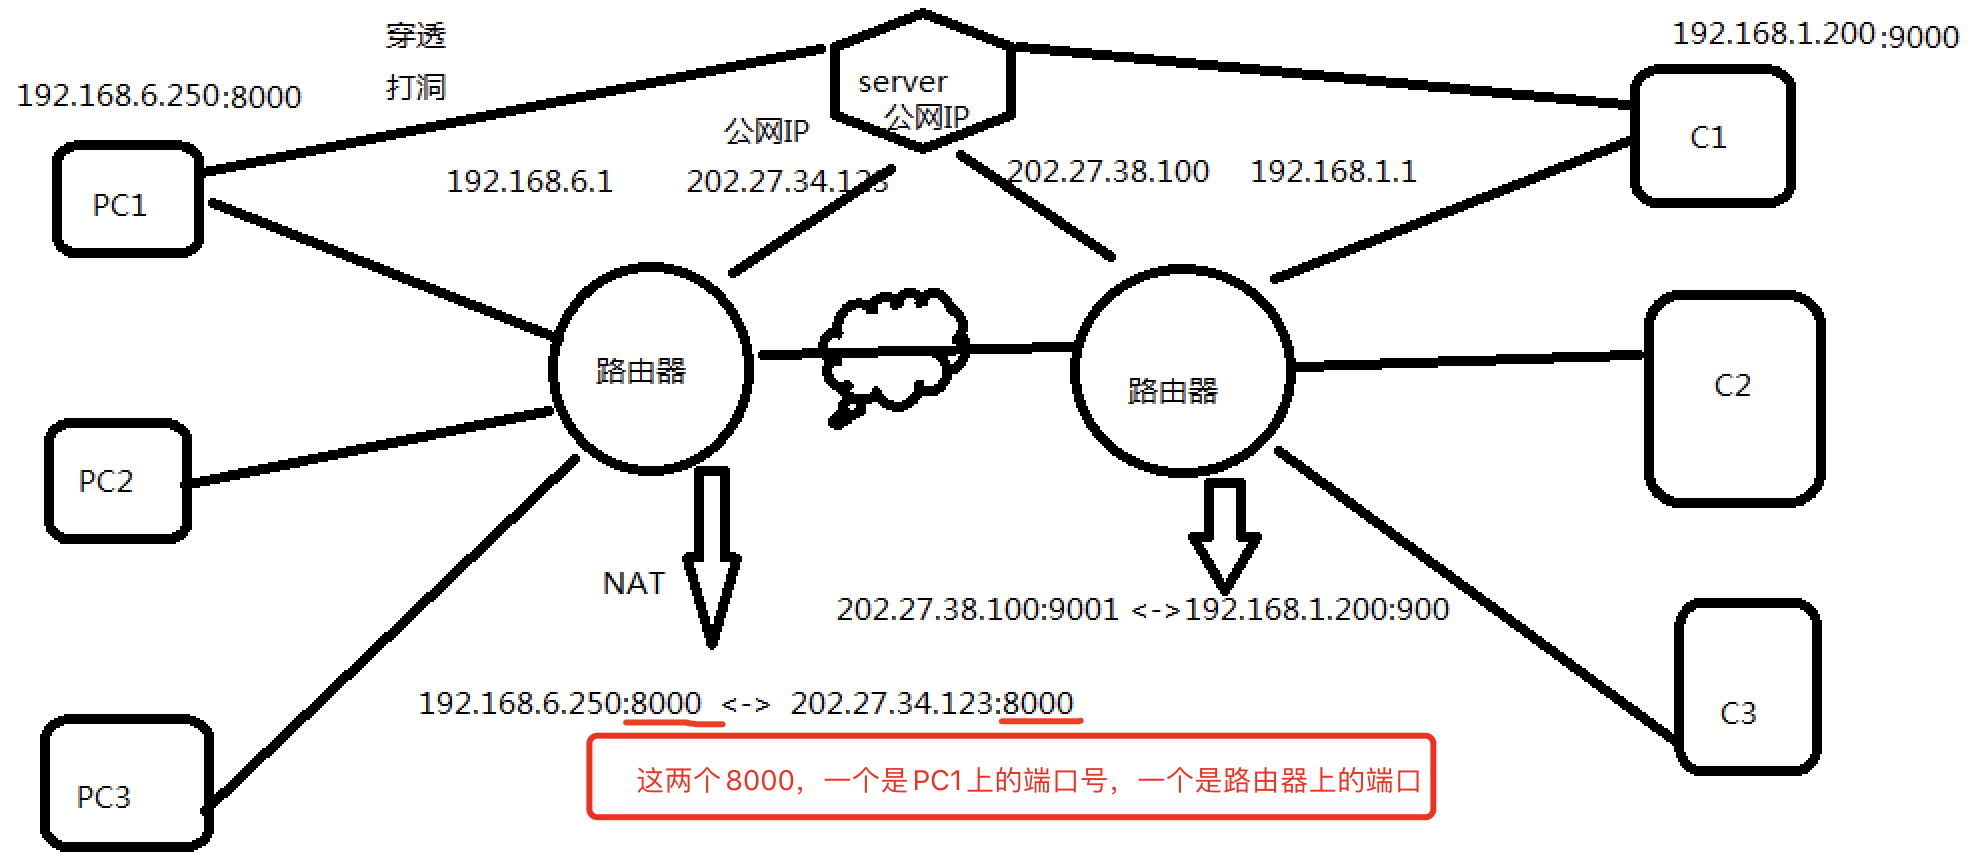 穿透
打洞
192.168.6.250:8000
server
公网IP
公网IP
192.168.1.200:9000
PC1
192.168.6.1
202.27.34.123
202.27.38.100
192.168.1.1
C1
路由器
路由器
C2
PC2
NAT
202.27.38.100:9001 <->192.168.1.200:900
192.168.6.250:8000 <-> 202.27.34.123:8000
这两个8000，一个是PC1上的端口号，一个是路由器上的端口
PC3
C3